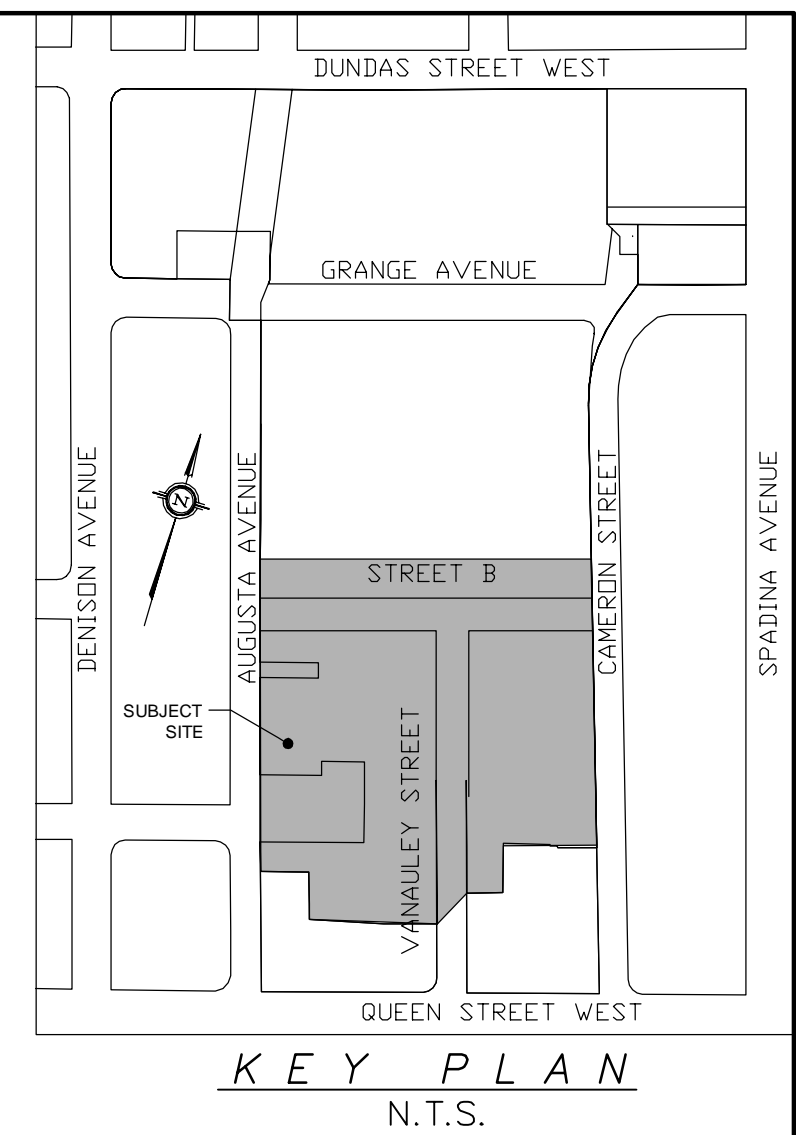 DUNDAS STREET WEST
GRANGE AVENUE
DENISON AVENUE
N
AUGUSTA AVENUE
STREET B
CAMERON STREET
SPADINA AVENUE
SUBJECT
SITE
VANAULEY STREET
QUEEN STREET WEST
KEY PLAN
N.T.S.